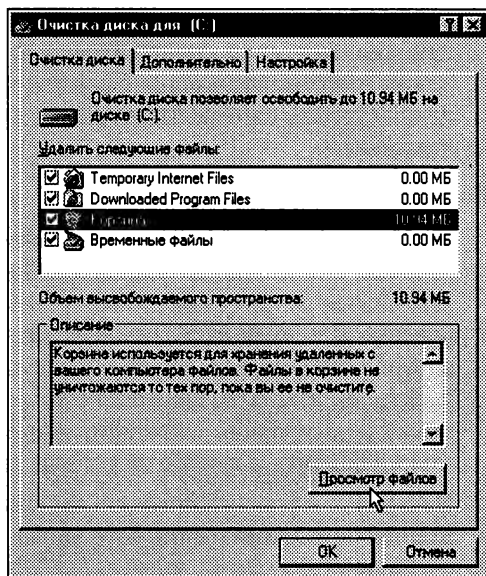 Очистка диска для (C:)
Очистка диска Дополнительно Настройка
Очистка диска позволяет освободить до 10.94 МБ на
диске (C:).
Удалить следующие файлы:
Temporary Internet Files 0.00 МБ
Downloaded Program Files 0.00 МБ
Корзина 10.94 МБ
Временные файлы 0.00 МБ
Объем высвобождаемого пространства: 10.94 МБ
Описание
Корзина используется для хранения удаленных с
вашего компьютера файлов. Файлы в корзине не
уничтожаются то тех пор, пока вы ее не очистите.
Просмотр файлов
OK Отмена